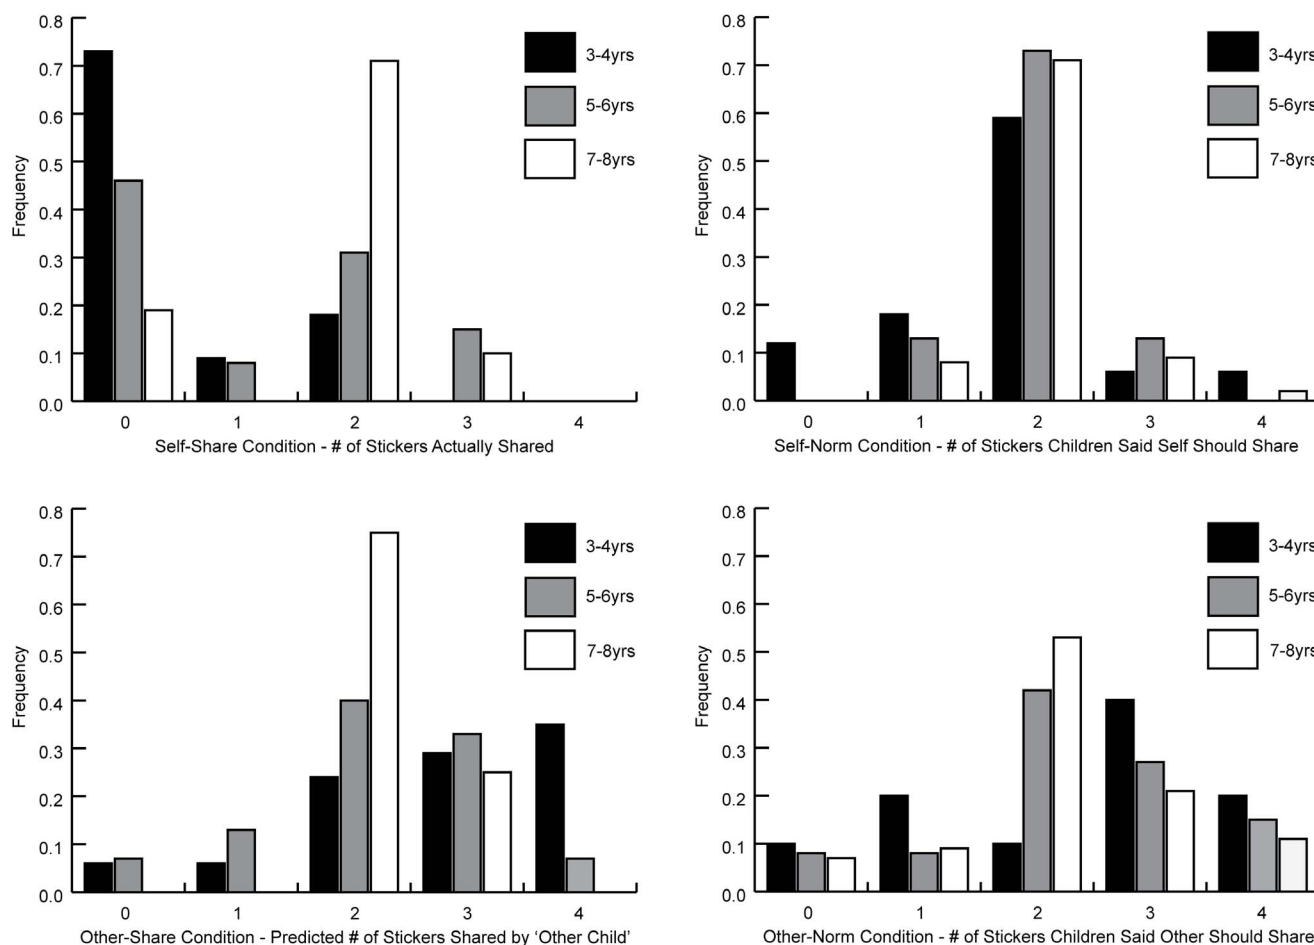 0.8
0.7
0.6
0.5
0.4
0.3
0.2
0.1
0.0
Frequency
3-4yrs
5-6yrs
7-8yrs
0 1 2 3 4
Self-Share Condition - # of Stickers Actually Shared
0.8
0.7
0.6
0.5
0.4
0.3
0.2
0.1
0.0
Frequency
3-4yrs
5-6yrs
7-8yrs
0 1 2 3 4
Self-Norm Condition - # of Stickers Children Said Self Should Share
0.8
0.7
0.6
0.5
0.4
0.3
0.2
0.1
0.0
Frequency
3-4yrs
5-6yrs
7-8yrs
0 1 2 3 4
Other-Share Condition - Predicted # of Stickers Shared by ‘Other Child’
0.8
0.7
0.6
0.5
0.4
0.3
0.2
0.1
0.0
Frequency
3-4yrs
5-6yrs
7-8yrs
0 1 2 3 4
Other-Norm Condition - # of Stickers Children Said Other Should Share